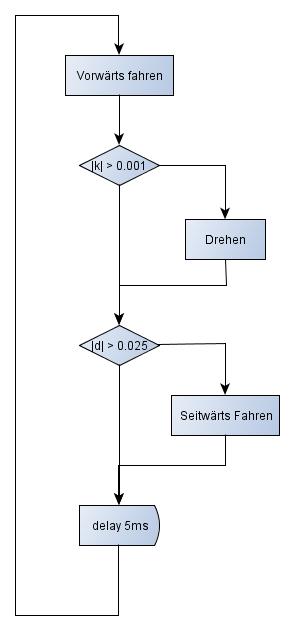 Vorwärts fahren
|k| > 0.001
Drehen
|d| > 0.025
Seitwärts Fahren
delay 5ms